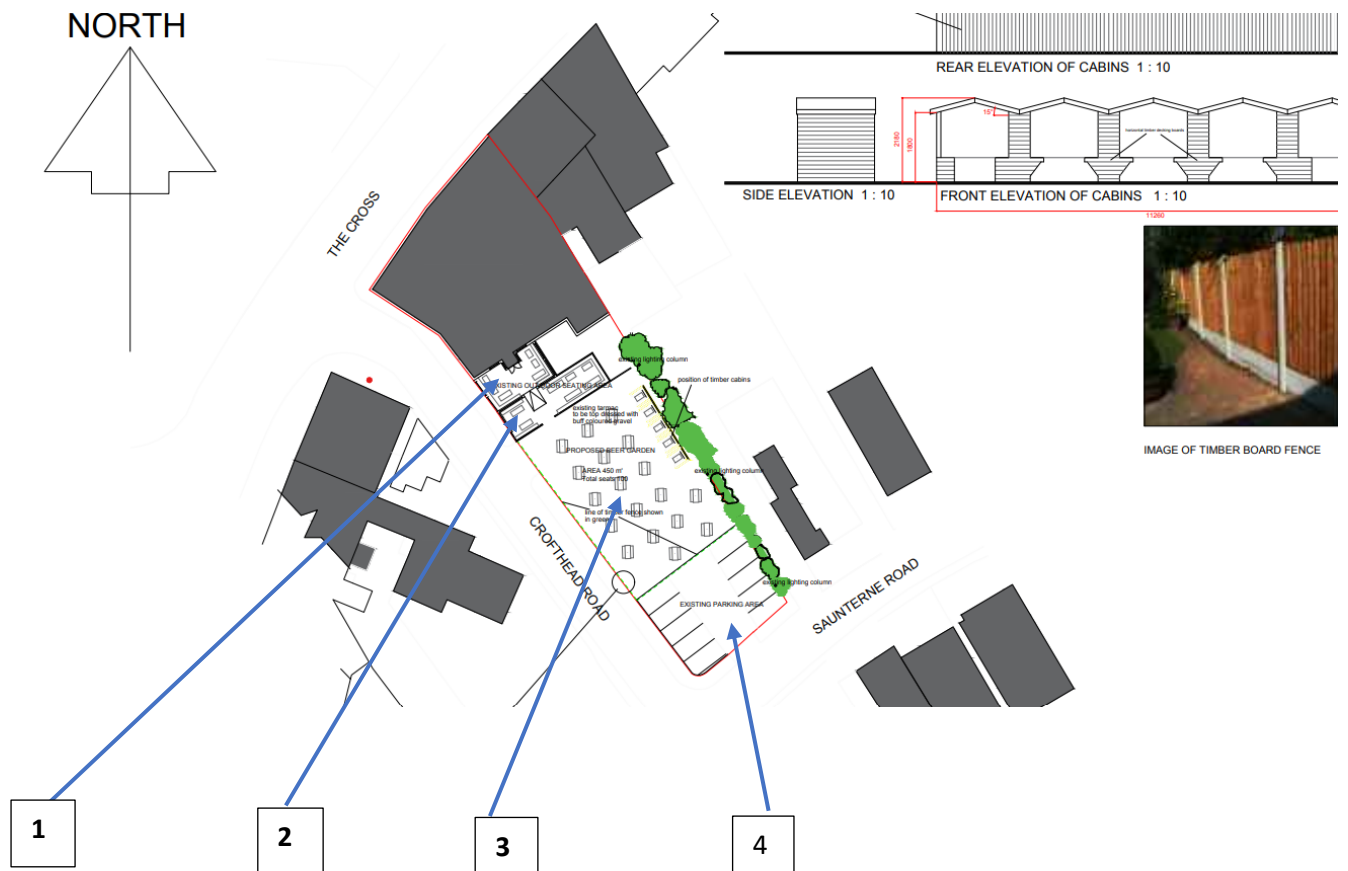 NORTH
REAR ELEVATION OF CABINS 1 : 10
2180
1800
15°
horizontal timber decking boards
SIDE ELEVATION 1 : 10
FRONT ELEVATION OF CABINS 1 : 10
11260
THE CROSS
IMAGE OF TIMBER BOARD FENCE
existing lighting column
position of timber cabins
EXISTING OUTDOOR SEATING AREA
existing tarmac
to be top dressed with
buff coloured gravel
PROPOSED BEER GARDEN
AREA 450 m²
Total seats 100
existing lighting column
line of timber fence shown
in green
CROFTHEAD ROAD
existing lighting column
EXISTING PARKING AREA
SAUNTERNE ROAD
1
2
3
4